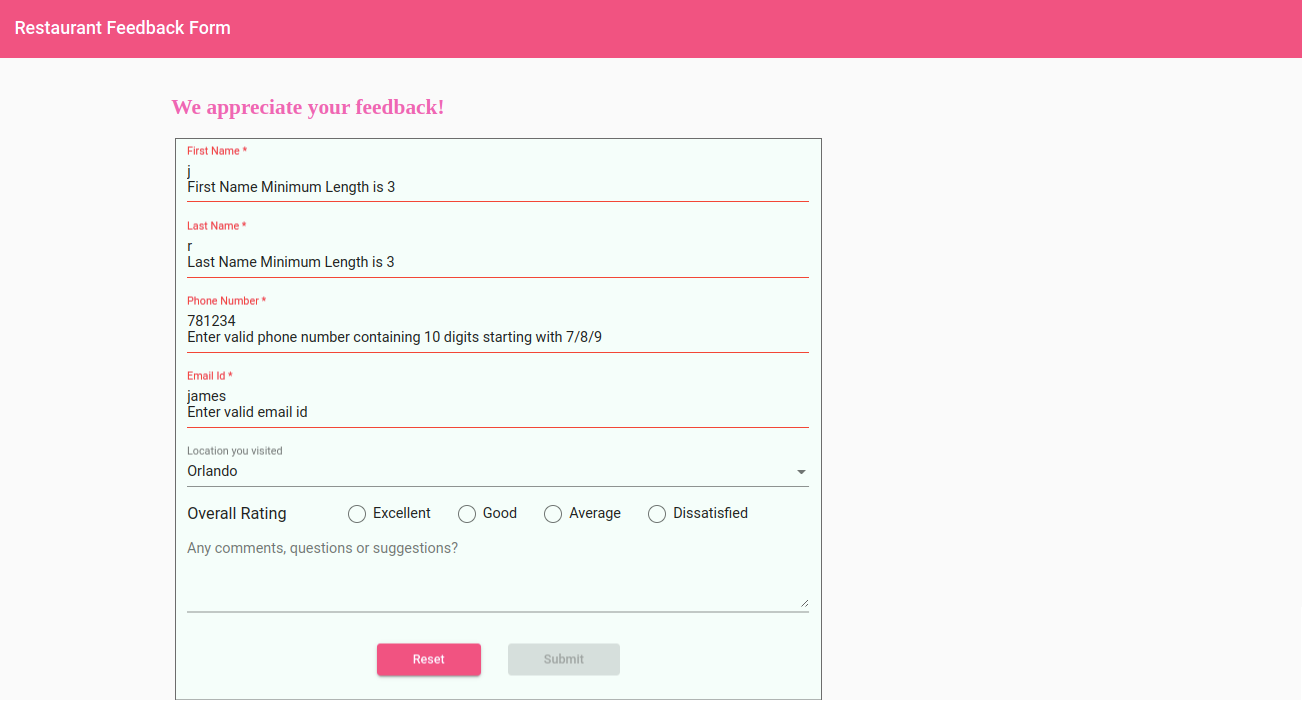 Restaurant Feedback Form
We appreciate your feedback!
First Name *
j
First Name Minimum Length is 3
Last Name *
r
Last Name Minimum Length is 3
Phone Number *
781234
Enter valid phone number containing 10 digits starting with 7/8/9
Email Id *
james
Enter valid email id
Location you visited
Orlando
Overall Rating Excellent Good Average Dissatisfied
Any comments, questions or suggestions?
Reset Submit